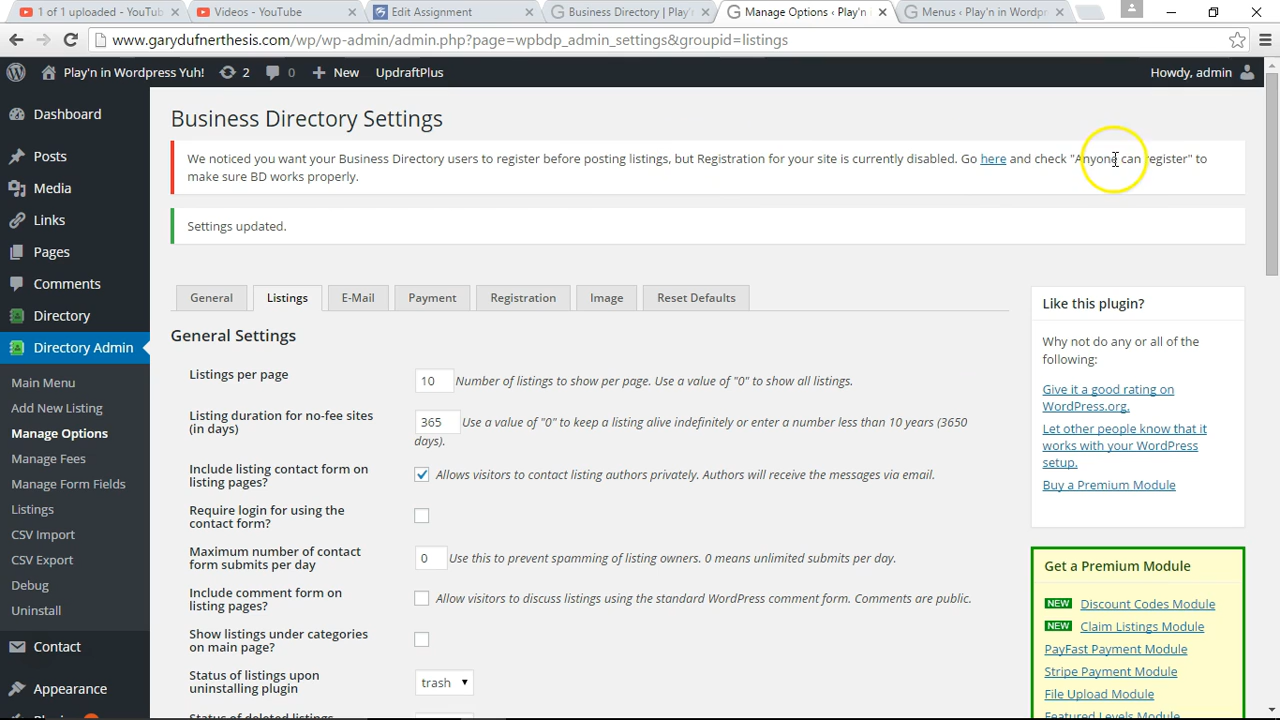 1 of 1 uploaded - YouTub
Videos - YouTube
Edit Assignment
Business Directory | Play'
Manage Options ‹ Play'n
Menus ‹ Play'n in Wordpr
www.garydufnerthesis.com/wp/wp-admin/admin.php?page=wpbdp_admin_settings&groupid=listings
Play'n in Wordpress Yuh!
2
0
New
UpdraftPlus
Howdy, admin
Dashboard
Posts
Media
Links
Pages
Comments
Directory
Directory Admin
Main Menu
Add New Listing
Manage Options
Manage Fees
Manage Form Fields
Listings
CSV Import
CSV Export
Debug
Uninstall
Contact
Appearance
Business Directory Settings
We noticed you want your Business Directory users to register before posting listings, but Registration for your site is currently disabled. Go here and check "Anyone can register" to
make sure BD works properly.
Settings updated.
General
Listings
E-Mail
Payment
Registration
Image
Reset Defaults
General Settings
Listings per page
10 Number of listings to show per page. Use a value of "0" to show all listings.
Listing duration for no-fee sites
(in days)
365 Use a value of "0" to keep a listing alive indefinitely or enter a number less than 10 years (3650
days).
Include listing contact form on
listing pages?
Allows visitors to contact listing authors privately. Authors will receive the messages via email.
Require login for using the
contact form?
Maximum number of contact
form submits per day
0 Use this to prevent spamming of listing owners. 0 means unlimited submits per day.
Include comment form on
listing pages?
Allow visitors to discuss listings using the standard WordPress comment form. Comments are public.
Show listings under categories
on main page?
Status of listings upon
uninstalling plugin
trash
Status of deleted listings
Like this plugin?
Why not do any or all of the
following:
Give it a good rating on
WordPress.org.
Let other people know that it
works with your WordPress
setup.
Buy a Premium Module
Get a Premium Module
NEW Discount Codes Module
NEW Claim Listings Module
PayFast Payment Module
Stripe Payment Module
File Upload Module
Featured Levels Module